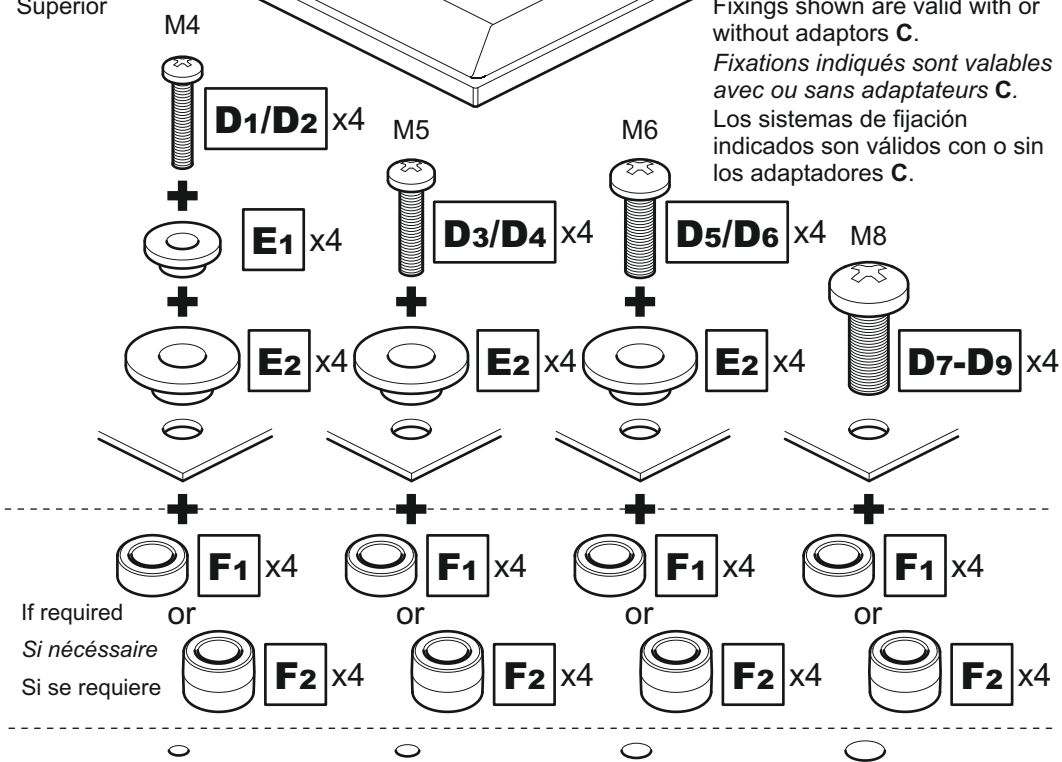 Superior
M4
D1/D2 x4
E1 x4
E2 x4
M5
D3/D4 x4
E2 x4
M6
D5/D6 x4
E2 x4
M8
D7-D9 x4
Fixings shown are valid with or
without adaptors C.
Fixations indiqués sont valables
avec ou sans adaptateurs C.
Los sistemas de fijación
indicados son válidos con o sin
los adaptadores C.
F1 x4
F1 x4
F1 x4
F1 x4
If required
Si nécéssaire
Si se requiere
or
or
or
or
F2 x4
F2 x4
F2 x4
F2 x4